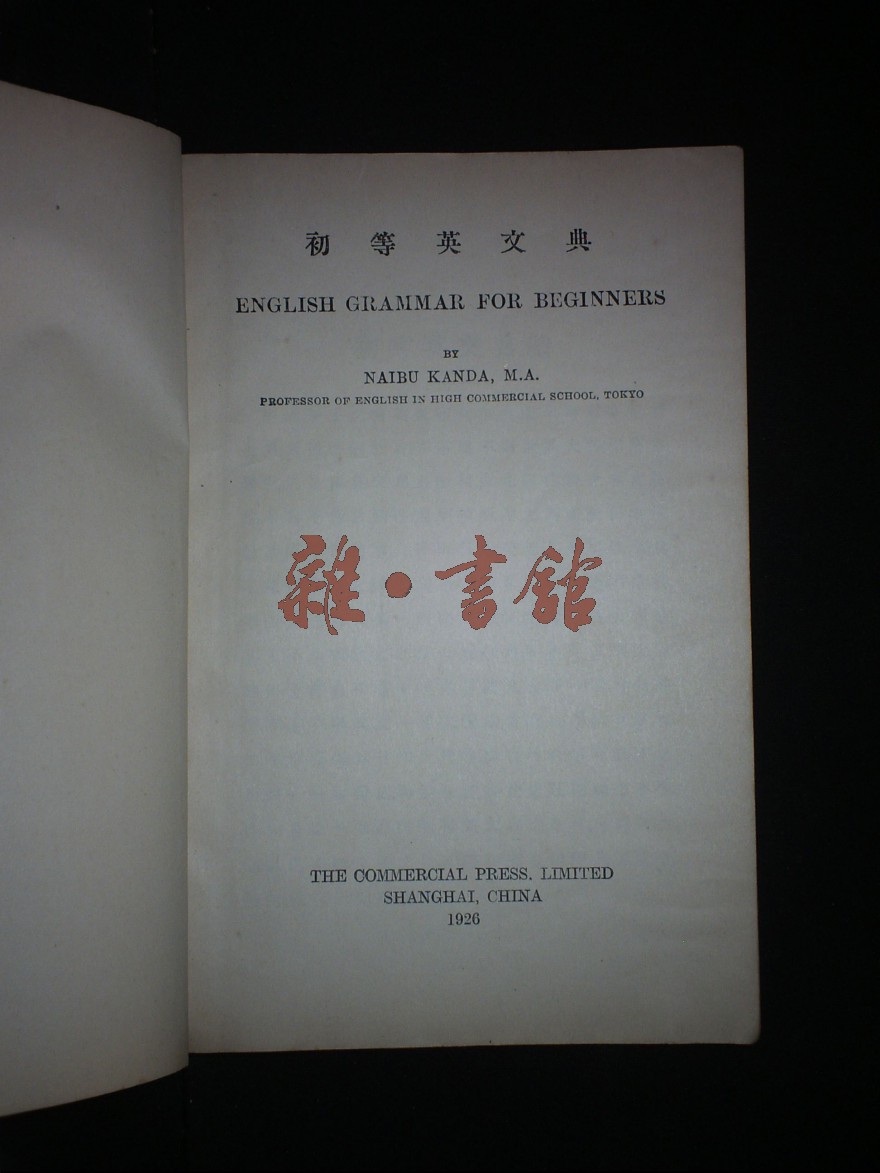 初等英文典
ENGLISH GRAMMAR FOR BEGINNERS
BY
NAIBU KANDA, M.A.
PROFESSOR OF ENGLISH IN HIGH COMMERCIAL SCHOOL, TOKYO
雜·書館
THE COMMERCIAL PRESS. LIMITED
SHANGHAI, CHINA
1926